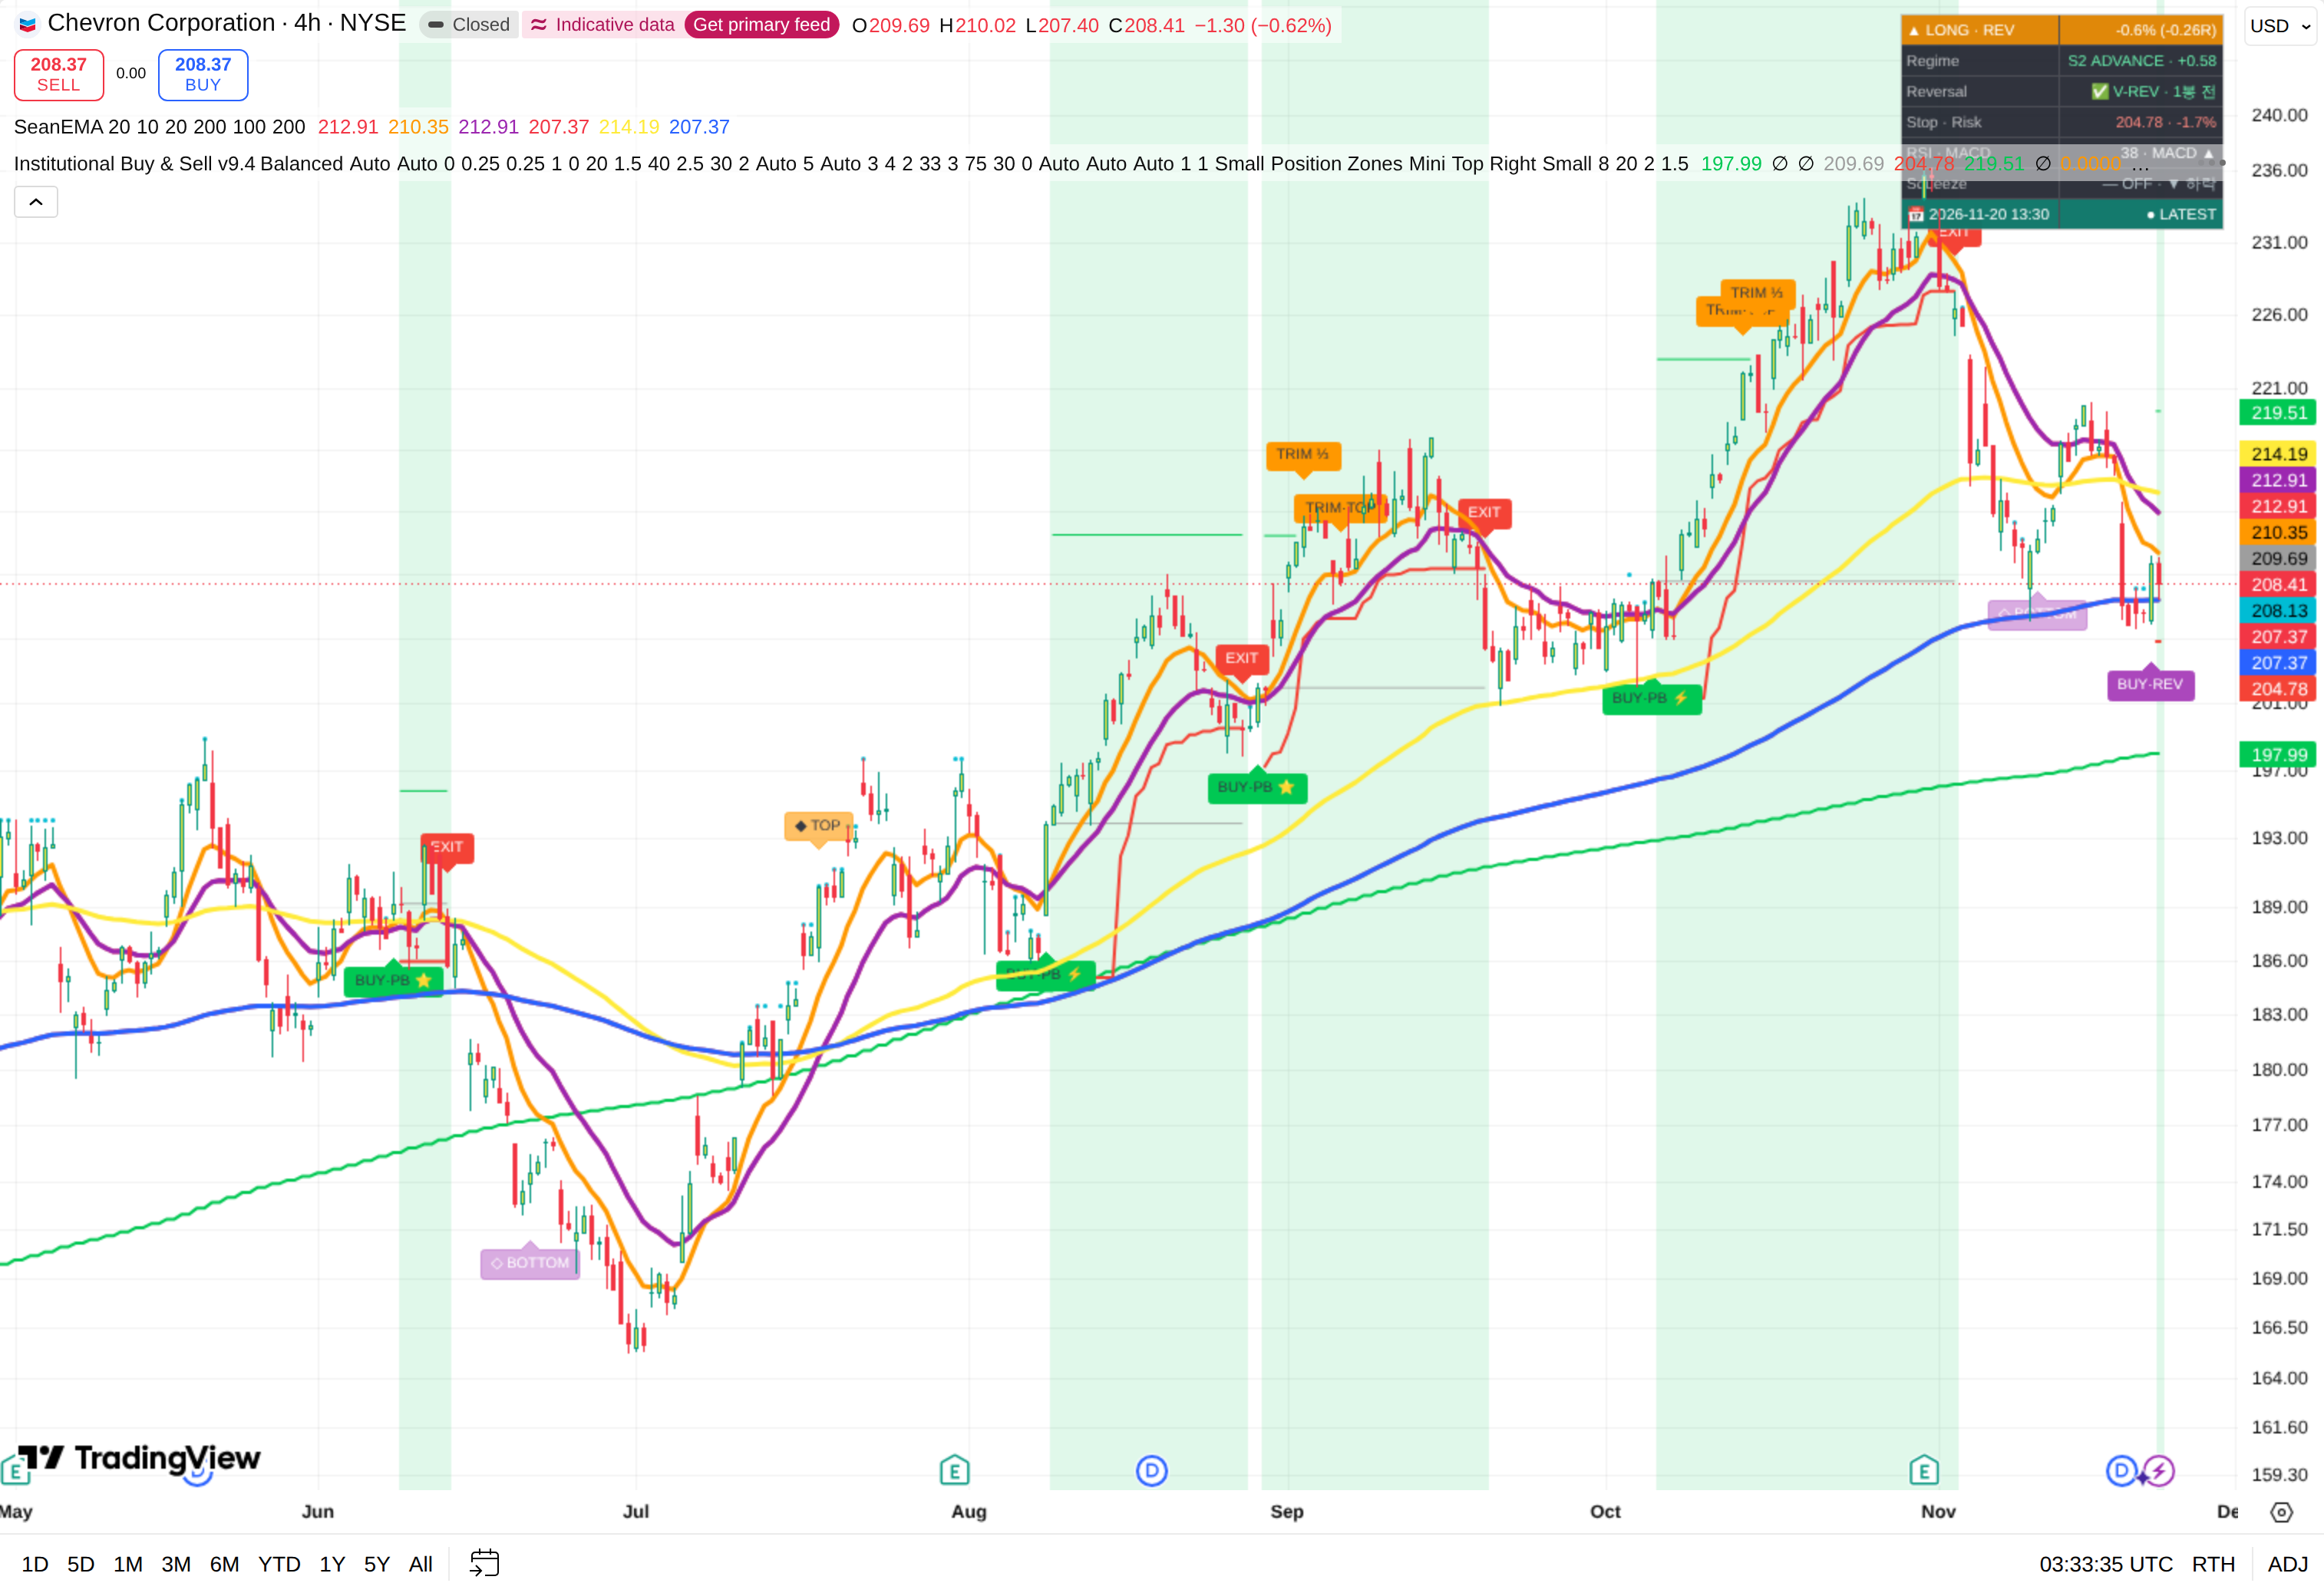 Chevron Corporation · 4h · NYSE Closed Indicative data Get primary feed O209.69 H210.02 L207.40 C208.41 −1.30 (−0.62%)
208.37 SELL 0.00 208.37 BUY
SeanEMA 20 10 20 200 100 200 212.91 210.35 212.91 207.37 214.19 207.37
Institutional Buy & Sell v9.4 Balanced Auto Auto 0 0.25 0.25 1 0 20 1.5 40 2.5 30 2 Auto 5 Auto 3 4 2 33 3 75 30 0 Auto Auto Auto 1 1 Small Position Zones Mini Top Right Small 8 20 2 1.5 197.99 ∅ ∅ 209.69 204.78 219.51 ∅ 0.0000 ...
▲ LONG · REV -0.6% (-0.26R)
Regime S2 ADVANCE · +0.58
Reversal ✅ V-REV · 1봉 전
Stop · Risk 204.78 · -1.7%
RSI · MACD 38 · MACD ▲
Squeeze — OFF · ▼ 하락
📅 2026-11-20 13:30 ● LATEST
USD
240.00
236.00
231.00
226.00
221.00
219.51
214.19
212.91
212.91
210.35
209.69
208.41
208.13
207.37
207.37
204.78
201.00
197.99
197.00
193.00
189.00
186.00
183.00
180.00
177.00
174.00
171.50
169.00
166.50
164.00
161.60
159.30
EXIT
TRIM ⅓
TRIM ⅓
TRIM-TOP
EXIT
◇ BOTTOM
EXIT
BUY-REV
BUY-PB ⚡
BUY-PB ⭐
◆ TOP
EXIT
BUY-PB ⭐
BUY-PB ⚡
◇ BOTTOM
TradingView
E D E D E D
May Jun Jul Aug Sep Oct Nov De
1D 5D 1M 3M 6M YTD 1Y 5Y All 03:33:35 UTC RTH ADJ